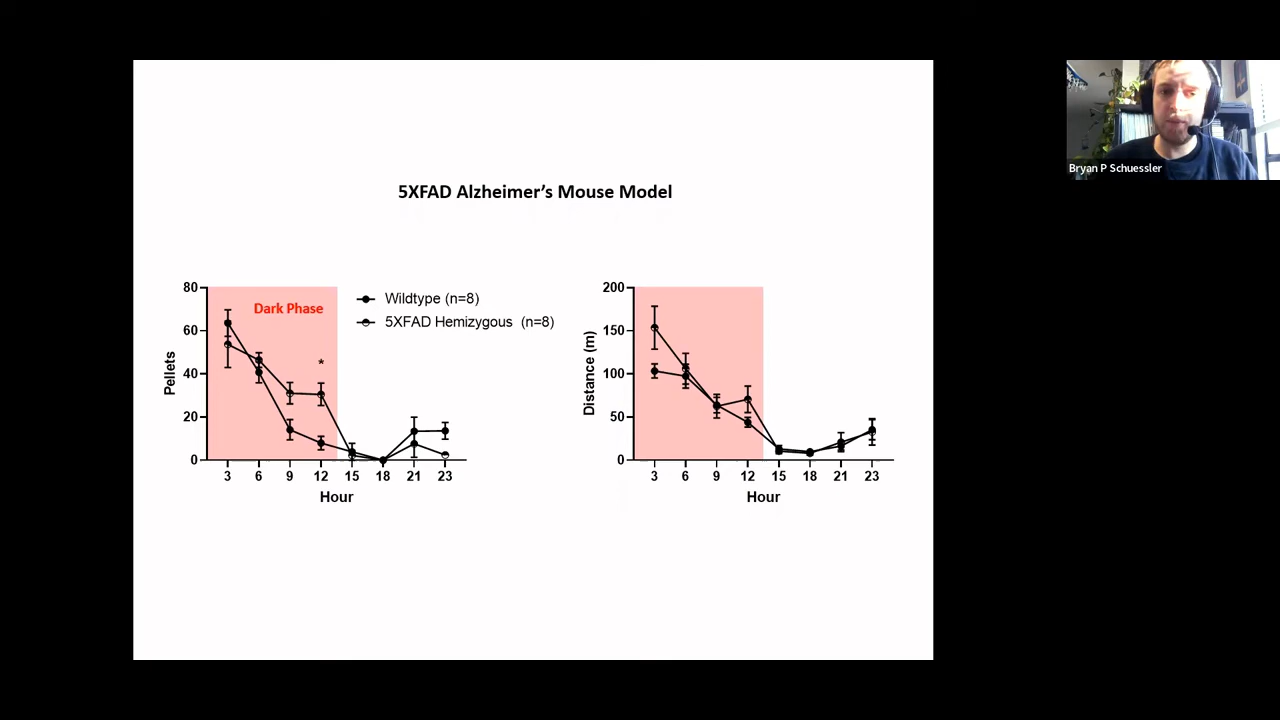 Bryan P Schuessler
5XFAD Alzheimer's Mouse Model
80
60
40
20
0
Pellets
Dark Phase
*
3 6 9 12 15 18 21 23
Hour
Wildtype (n=8)
5XFAD Hemizygous (n=8)
200
150
100
50
0
Distance (m)
3 6 9 12 15 18 21 23
Hour